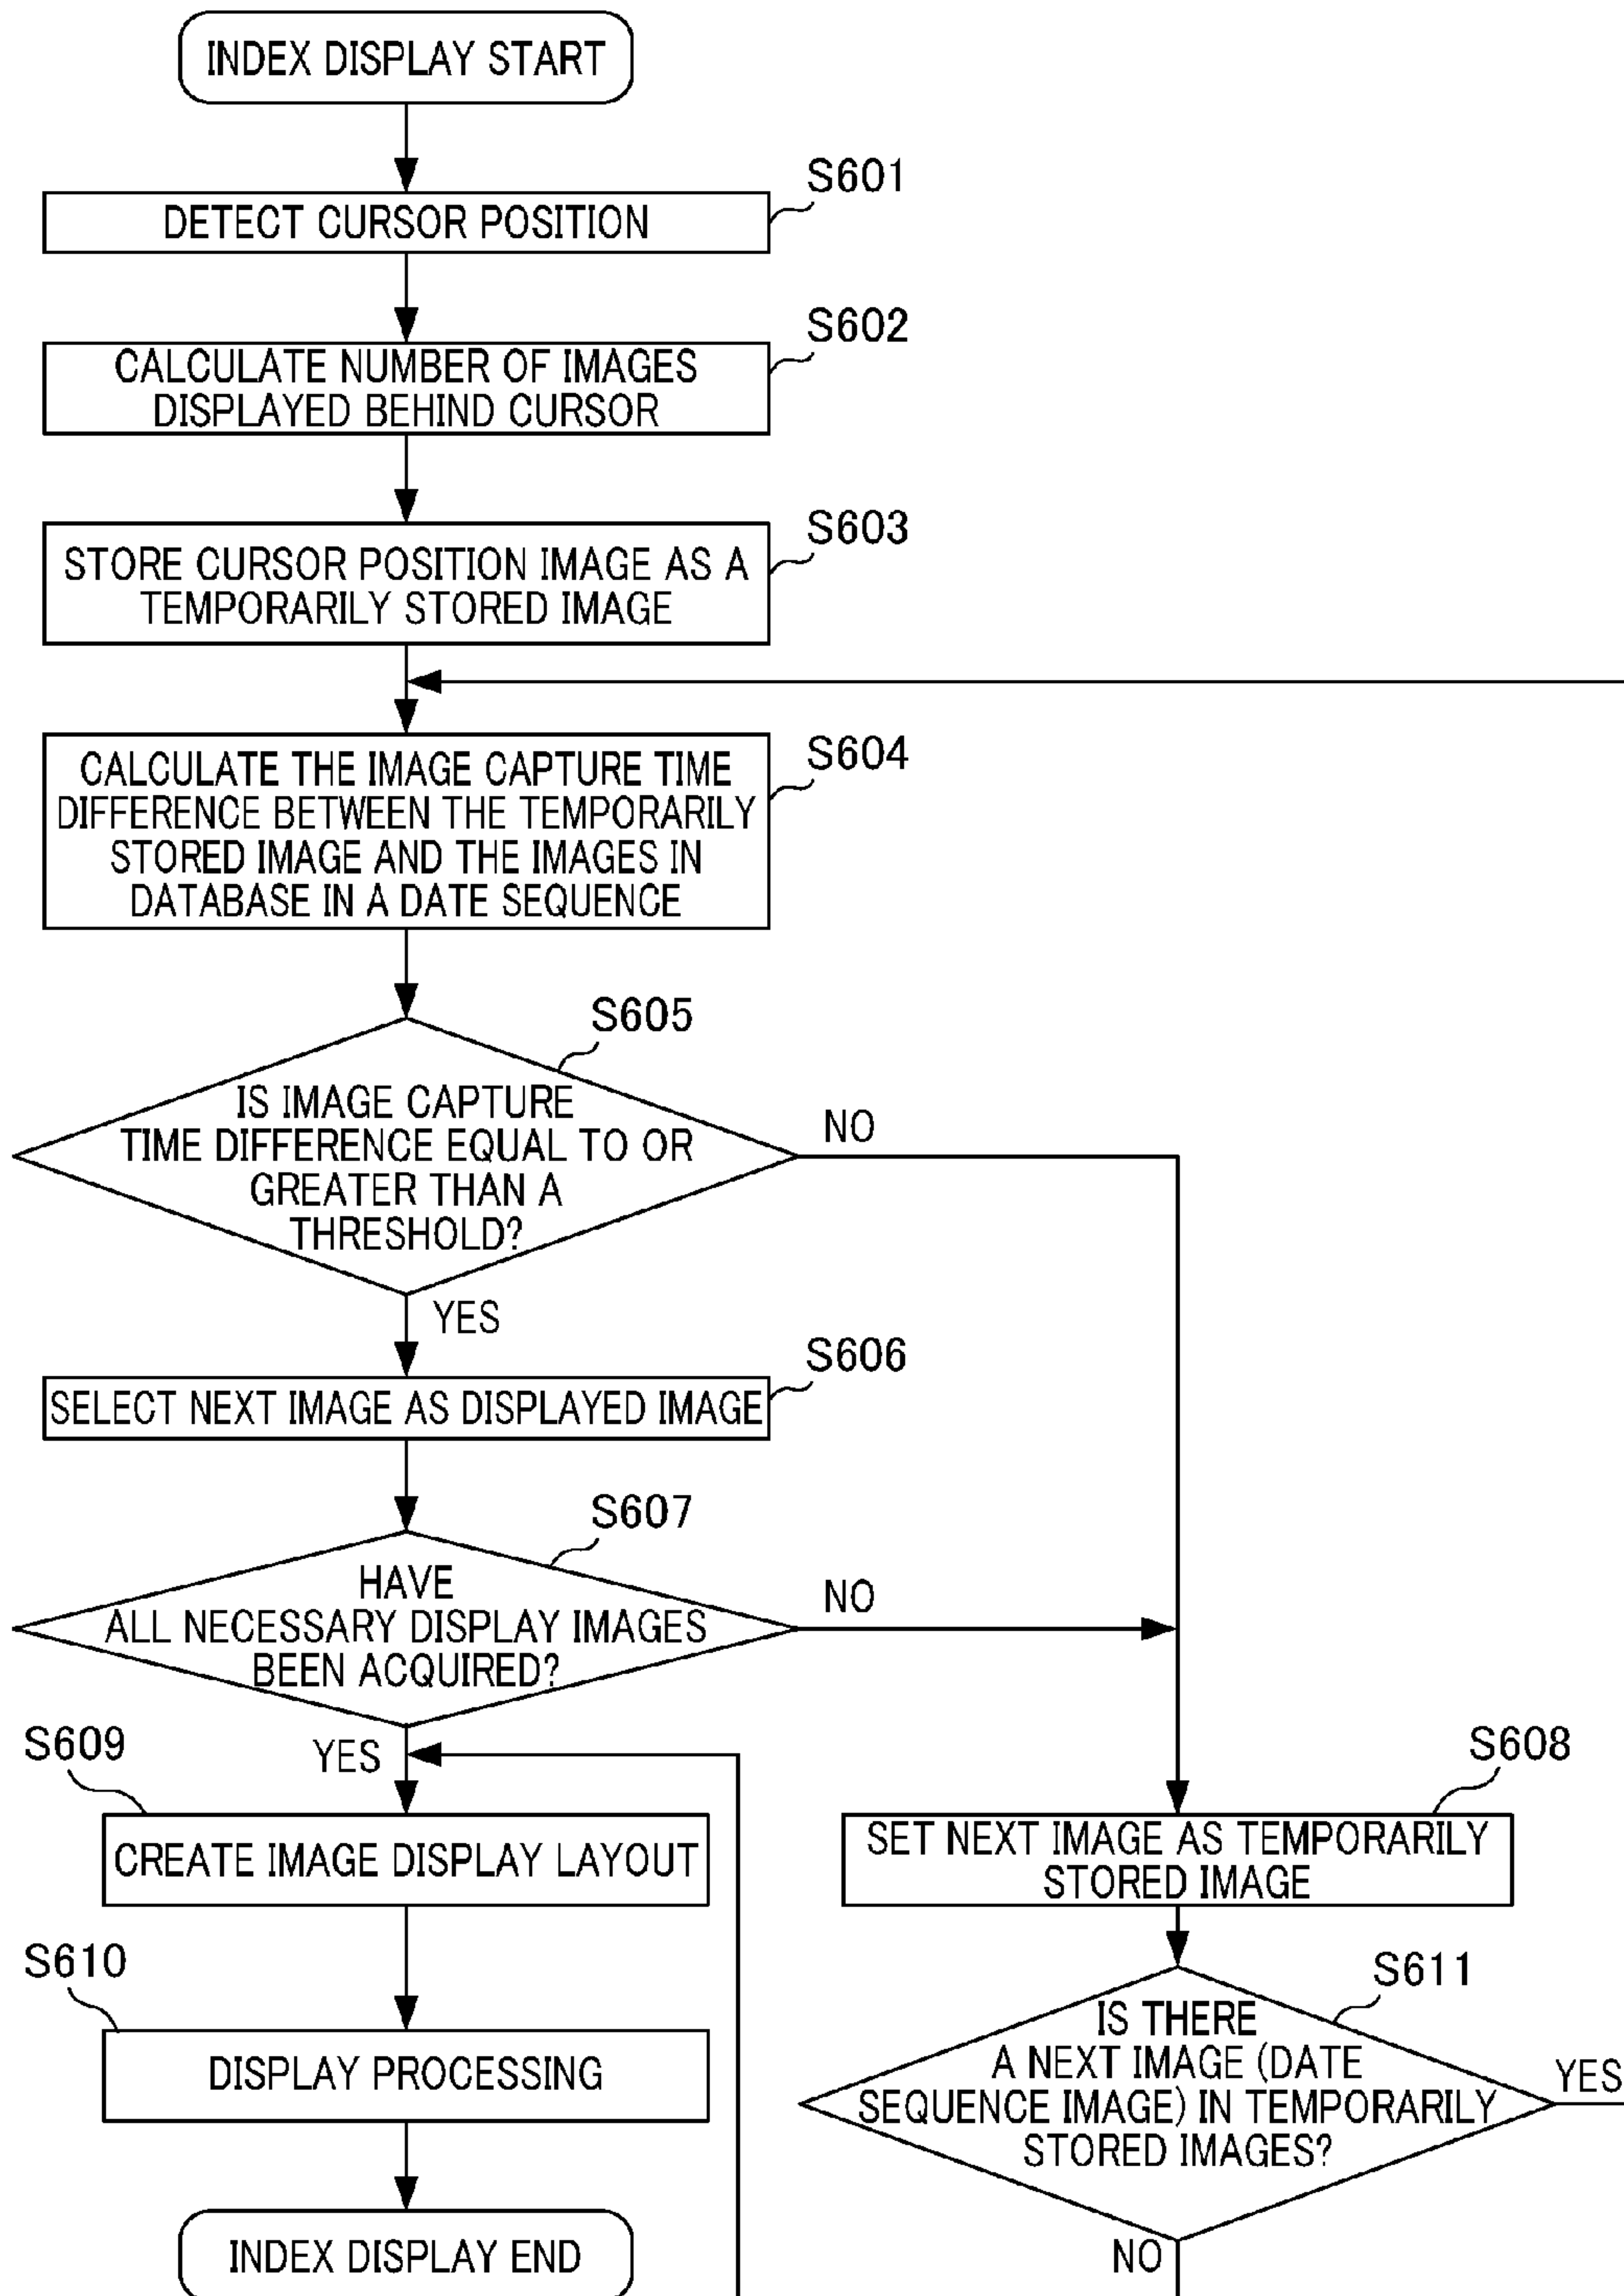 INDEX DISPLAY START
S601
DETECT CURSOR POSITION
S602
CALCULATE NUMBER OF IMAGES
DISPLAYED BEHIND CURSOR
S603
STORE CURSOR POSITION IMAGE AS A
TEMPORARILY STORED IMAGE
S604
CALCULATE THE IMAGE CAPTURE TIME
DIFFERENCE BETWEEN THE TEMPORARILY
STORED IMAGE AND THE IMAGES IN
DATABASE IN A DATE SEQUENCE
S605
IS IMAGE CAPTURE
TIME DIFFERENCE EQUAL TO OR
GREATER THAN A
THRESHOLD?
NO
YES
S606
SELECT NEXT IMAGE AS DISPLAYED IMAGE
S607
HAVE
ALL NECESSARY DISPLAY IMAGES
BEEN ACQUIRED?
NO
YES
S609
CREATE IMAGE DISPLAY LAYOUT
S608
SET NEXT IMAGE AS TEMPORARILY
STORED IMAGE
S610
DISPLAY PROCESSING
S611
IS THERE
A NEXT IMAGE (DATE
SEQUENCE IMAGE) IN TEMPORARILY
STORED IMAGES?
YES
NO
INDEX DISPLAY END